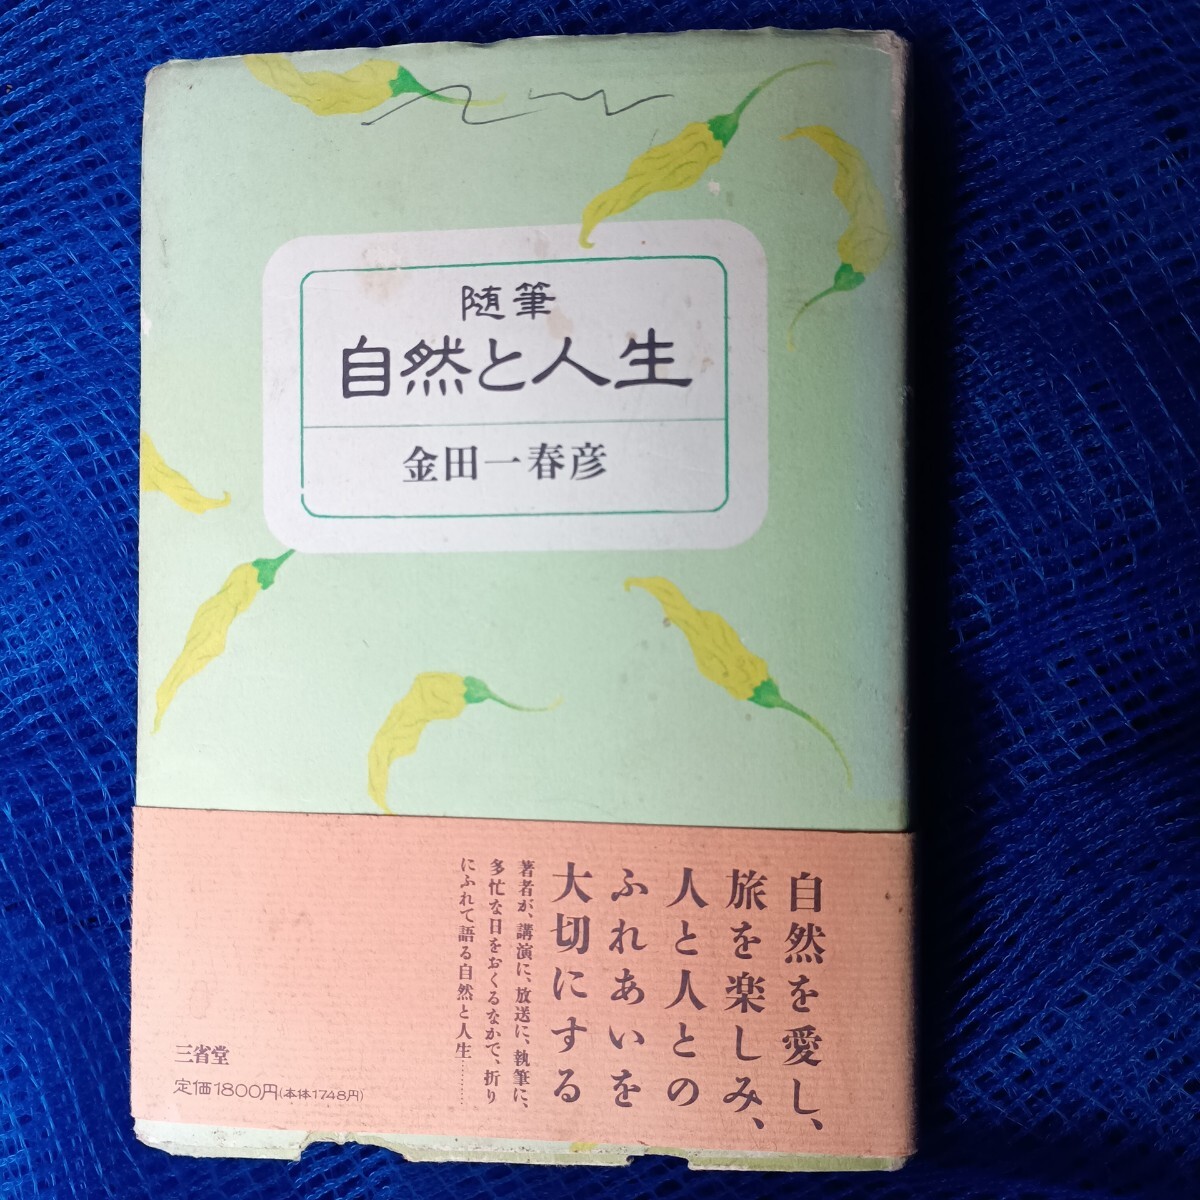 随筆
自然と人生
金田一春彦
自然を愛し、
旅を楽しみ、
人と人との
ふれあいを
大切にする
著者が、講演に、放送に、執筆に、
多忙な日をおくるなかで、折り
にふれて語る自然と人生…………
三省堂
定価1800円(本体1748円)